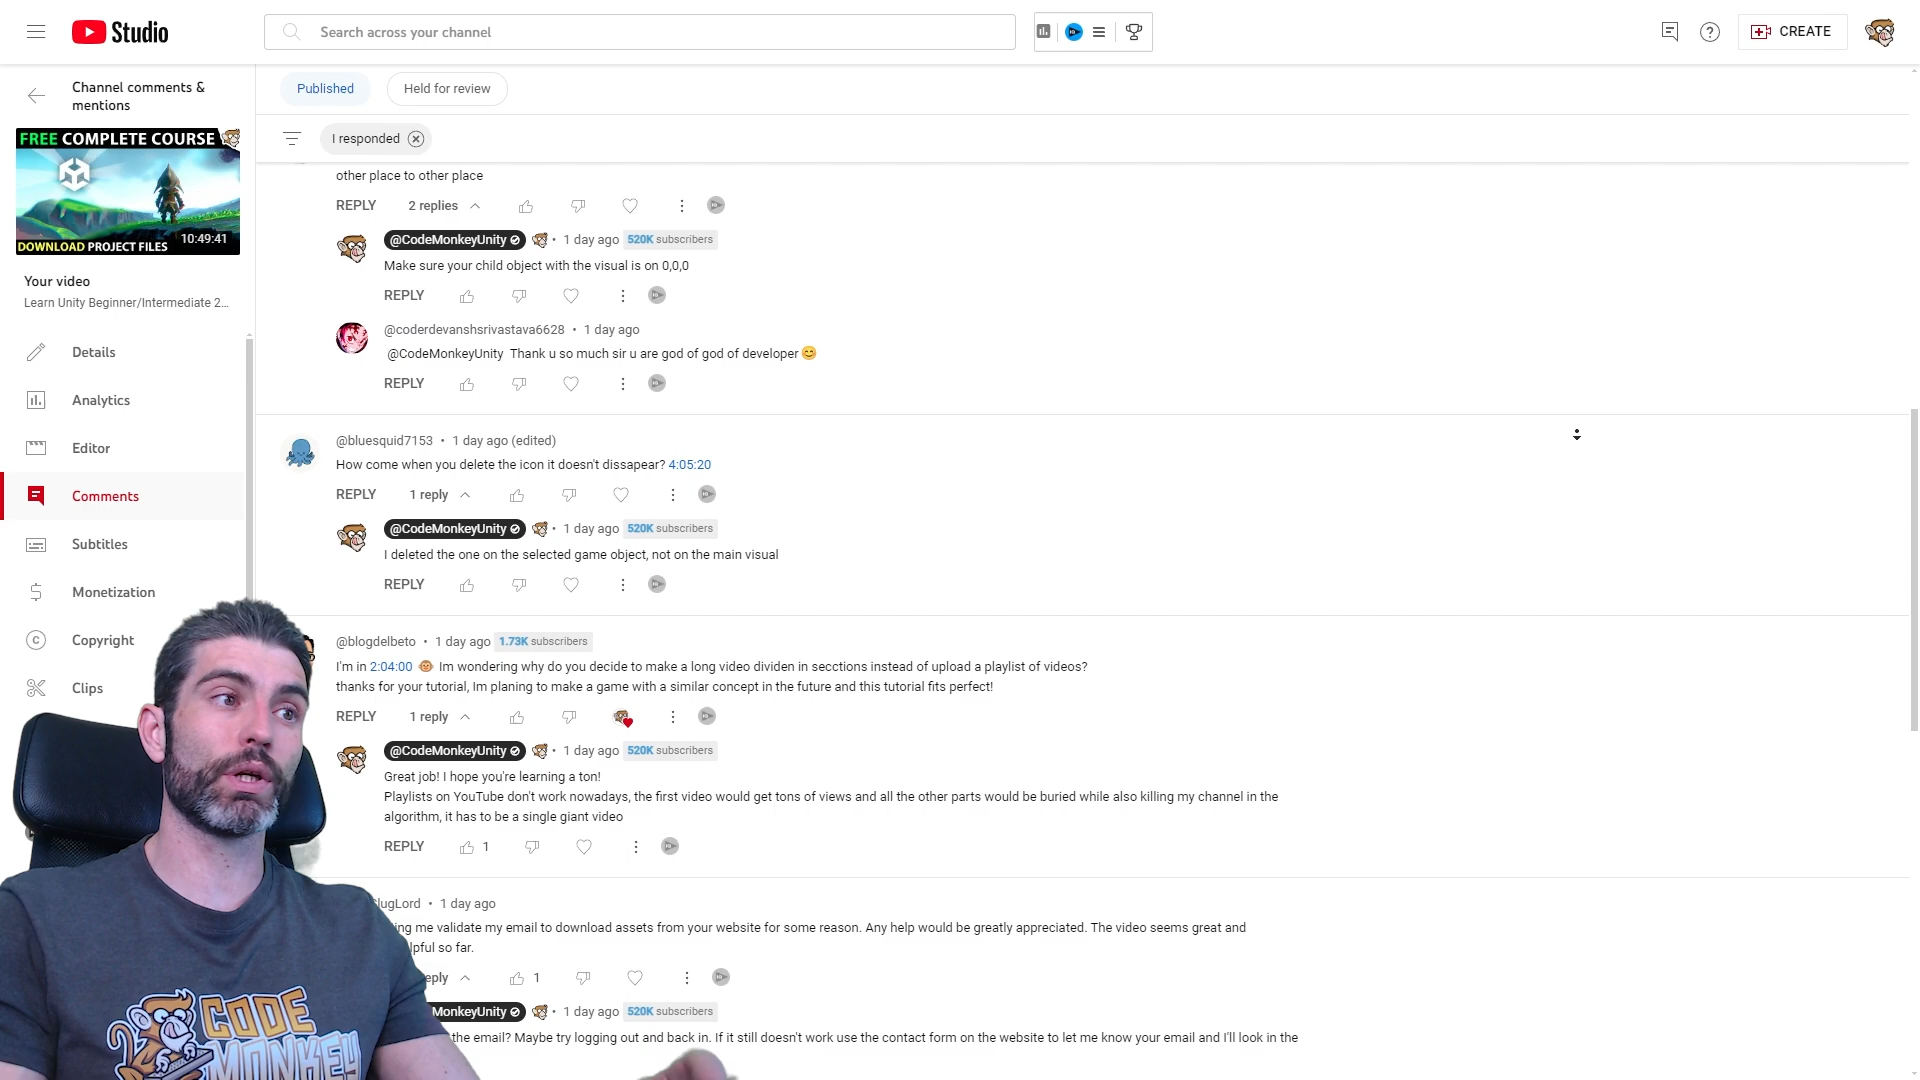 Studio
Search across your channel
CREATE
Channel comments &
mentions
FREE COMPLETE COURSE
DOWNLOAD PROJECT FILES
10:49:41
Your video
Learn Unity Beginner/Intermediate 2...
Details
Analytics
Editor
Comments
Subtitles
Monetization
Copyright
Clips
Published
Held for review
I responded
other place to other place
REPLY 2 replies
@CodeMonkeyUnity • 1 day ago 520K subscribers
Make sure your child object with the visual is on 0,0,0
REPLY
@coderdevanshsrivastava6628 • 1 day ago
@CodeMonkeyUnity Thank u so much sir u are god of god of developer😊
REPLY
@bluesquid7153 • 1 day ago (edited)
How come when you delete the icon it doesn't dissapear? 4:05:20
REPLY 1 reply
@CodeMonkeyUnity • 1 day ago 520K subscribers
I deleted the one on the selected game object, not on the main visual
REPLY
@blogdelbeto • 1 day ago 1.73K subscribers
I'm in 2:04:00 🐵 Im wondering why do you decide to make a long video dividen in secctions instead of upload a playlist of videos?
thanks for your tutorial, Im planing to make a game with a similar concept in the future and this tutorial fits perfect!
REPLY 1 reply
@CodeMonkeyUnity • 1 day ago 520K subscribers
Great job! I hope you're learning a ton!
Playlists on YouTube don't work nowadays, the first video would get tons of views and all the other parts would be buried while also killing my channel in the
algorithm, it has to be a single giant video
REPLY 1
lugLord • 1 day ago
me validate my email to download assets from your website for some reason. Any help would be greatly appreciated. The video seems great and
lpful so far.
eply 1
MonkeyUnity • 1 day ago 520K subscribers
the email? Maybe try logging out and back in. If it still doesn't work use the contact form on the website to let me know your email and I'll look in the
CODE
MONKEY